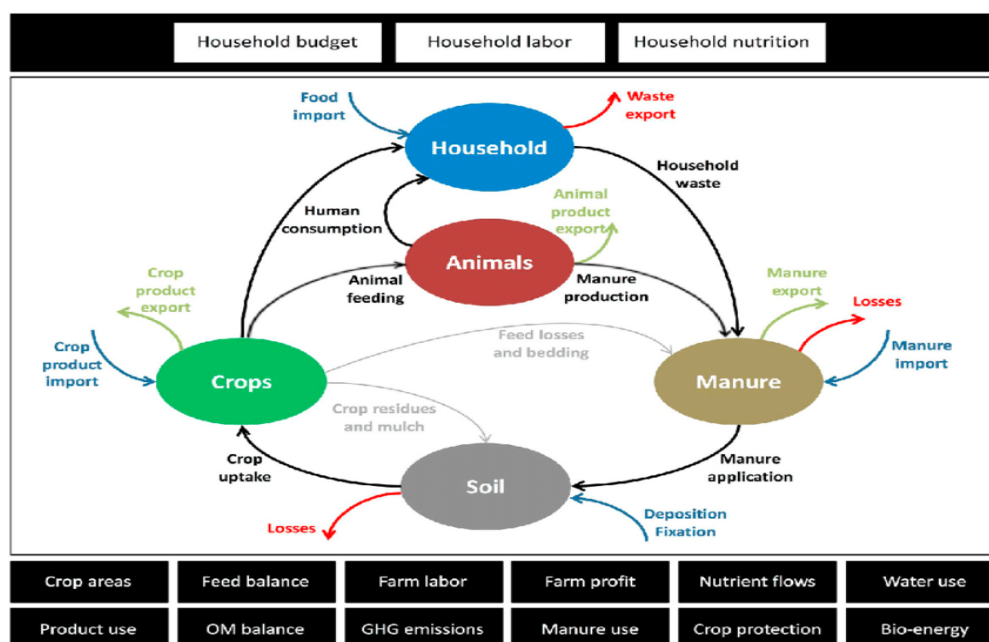 Household budget
Household labor
Household nutrition
Food
import
Waste
export
Household
Household
waste
Human
consumption
Animal
product
export
Animals
Animal
feeding
Manure
production
Crop
product
export
Manure
export
Losses
Feed losses
and bedding
Crop
product
import
Crops
Manure
Manure
import
Crop residues
and mulch
Crop
uptake
Soil
Manure
application
Losses
Deposition
Fixation
Crop areas
Feed balance
Farm labor
Farm profit
Nutrient flows
Water use
Product use
OM balance
GHG emissions
Manure use
Crop protection
Bio-energy